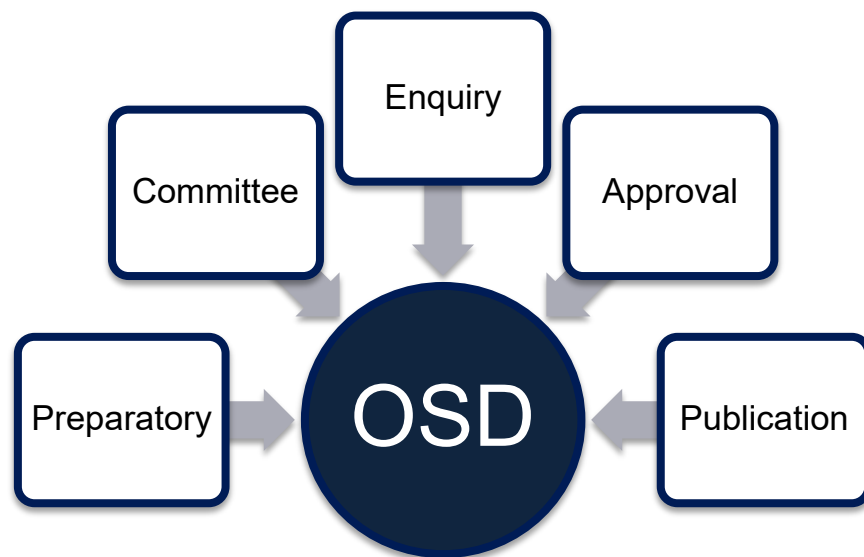 Enquiry
Committee
Approval
Preparatory
OSD
Publication